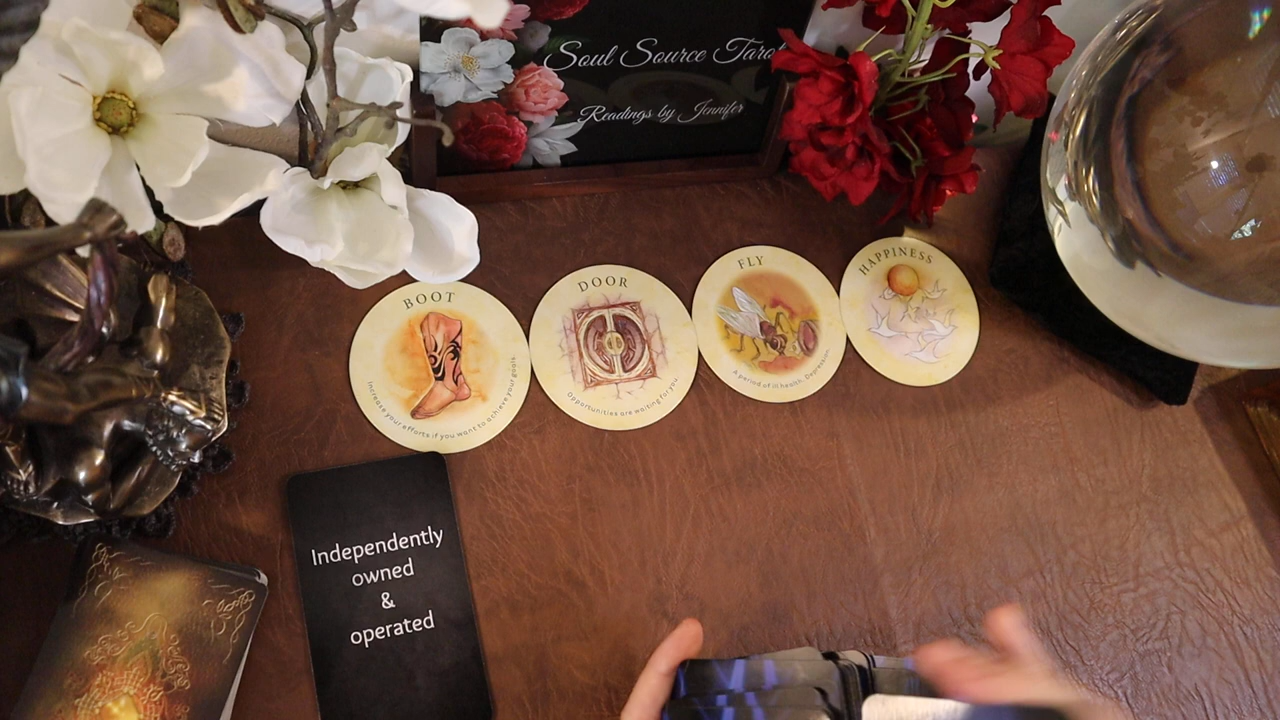 Soul Source Tarot
Readings by Jennifer
BOOT
Increase your efforts if you want to achieve your goals.
DOOR
Opportunities are waiting for you
FLY
A period of ill health. Depression.
HAPPINESS
Independently
owned
&
operated